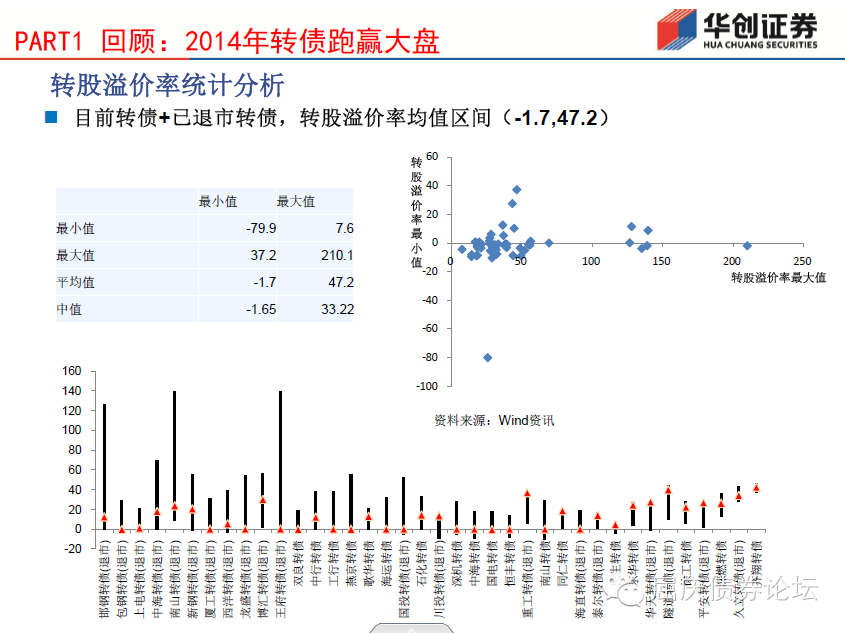 PART1 回顾：2014年转债跑赢大盘
华创证券
HUA CHUANG SECURITIES
转股溢价率统计分析
目前转债+已退市转债，转股溢价率均值区间（-1.7,47.2）
最小值 最大值
最小值 -79.9 7.6
最大值 37.2 210.1
平均值 -1.7 47.2
中值 -1.65 33.22
转股溢价率最小值
60
40
20
0
-20
-40
-60
-80
-100
0 50 100 150 200 250
转股溢价率最大值
资料来源：Wind资讯
160
140
120
100
80
60
40
20
0
-20
邯钢转债(退市)
包钢转债(退市)
上电转债(退市)
中海转债(退市)
南山转债(退市)
新钢转债(退市)
厦工转债(退市)
西洋转债(退市)
龙盛转债(退市)
博汇转债(退市)
王府转债(退市)
双良转债
中行转债
工行转债
燕京转债
歌华转债
海运转债
国投转债(退市)
石化转债
川投转债(退市)
深机转债
中海转债
国电转债
恒丰转债
重工转债(退市)
南山转债
同仁转债
海直转债(退市)
泰尔转债(退市)
生转债
东华转债
华天转债(退市)
隧道转债(退市)
徐工转债
平安转债(退市)
燃转债
久立转债(退市)
翔转债
债券论坛